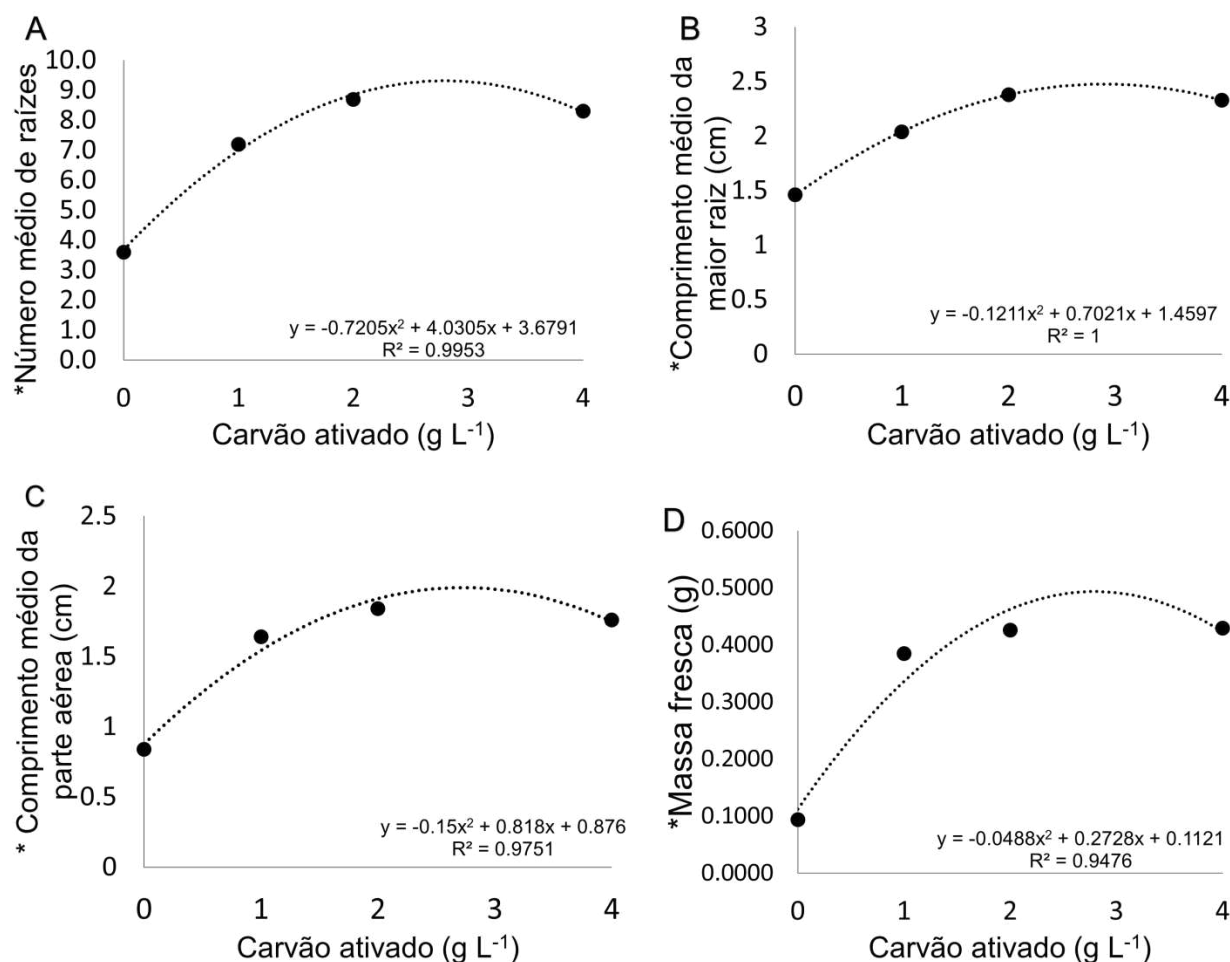 A
*Número médio de raízes
10.0
9.0
8.0
7.0
6.0
5.0
4.0
3.0
2.0
1.0
0.0
y = -0.7205x² + 4.0305x + 3.6791
R² = 0.9953
0 1 2 3 4
Carvão ativado (g L⁻¹)
B
*Comprimento médio da
maior raiz (cm)
3
2.5
2
1.5
1
0.5
0
y = -0.1211x² + 0.7021x + 1.4597
R² = 1
0 1 2 3 4
Carvão ativado (g L⁻¹)
C
* Comprimento médio da
parte aérea (cm)
2.5
2
1.5
1
0.5
0
y = -0.15x² + 0.818x + 0.876
R² = 0.9751
0 1 2 3 4
Carvão ativado (g L⁻¹)
D
*Massa fresca (g)
0.6000
0.5000
0.4000
0.3000
0.2000
0.1000
0.0000
y = -0.0488x² + 0.2728x + 0.1121
R² = 0.9476
0 1 2 3 4
Carvão ativado (g L⁻¹)